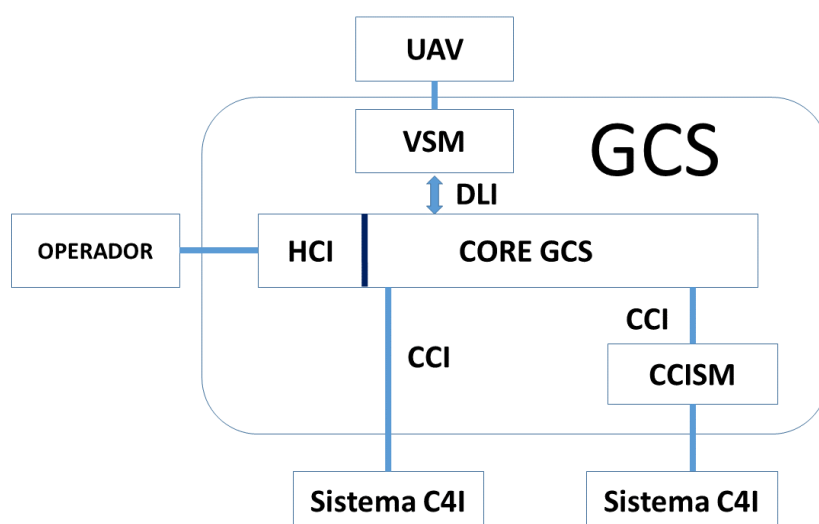 UAV
GCS
VSM
DLI
OPERADOR
HCI
CORE GCS
CCI
CCI
CCISM
Sistema C4I
Sistema C4I